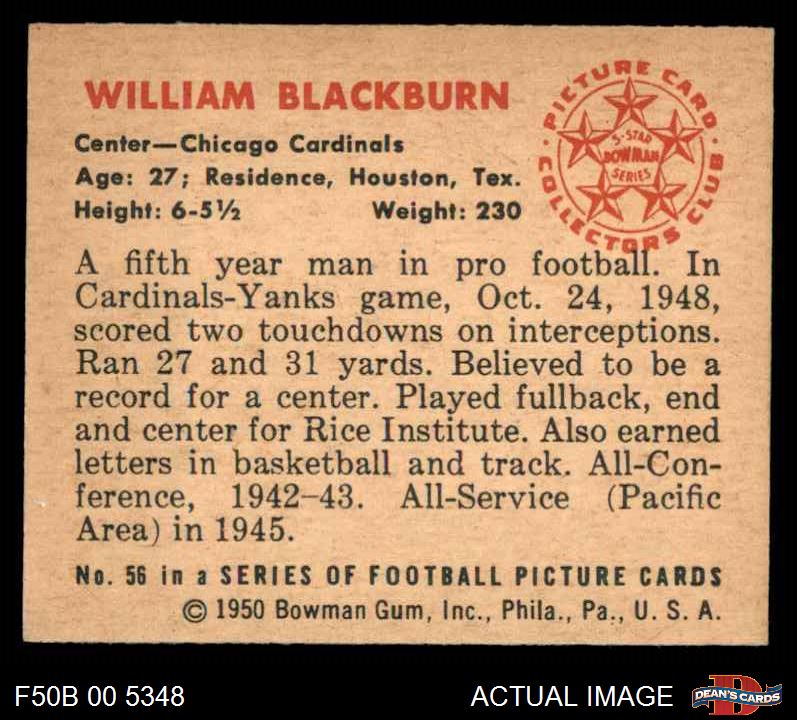 WILLIAM BLACKBURN
Center—Chicago Cardinals
Age: 27; Residence, Houston, Tex.
Height: 6-5½ Weight: 230
PICTURE CARD COLLECTORS CLUB
5-STAR
BOWMAN
SERIES
A fifth year man in pro football. In
Cardinals-Yanks game, Oct. 24, 1948,
scored two touchdowns on interceptions.
Ran 27 and 31 yards. Believed to be a
record for a center. Played fullback, end
and center for Rice Institute. Also earned
letters in basketball and track. All-Con-
ference, 1942–43. All-Service (Pacific
Area) in 1945.
No. 56 in a SERIES OF FOOTBALL PICTURE CARDS
© 1950 Bowman Gum, Inc., Phila., Pa., U. S. A.
F50B 00 5348
ACTUAL IMAGE
D
DEAN'S CARDS